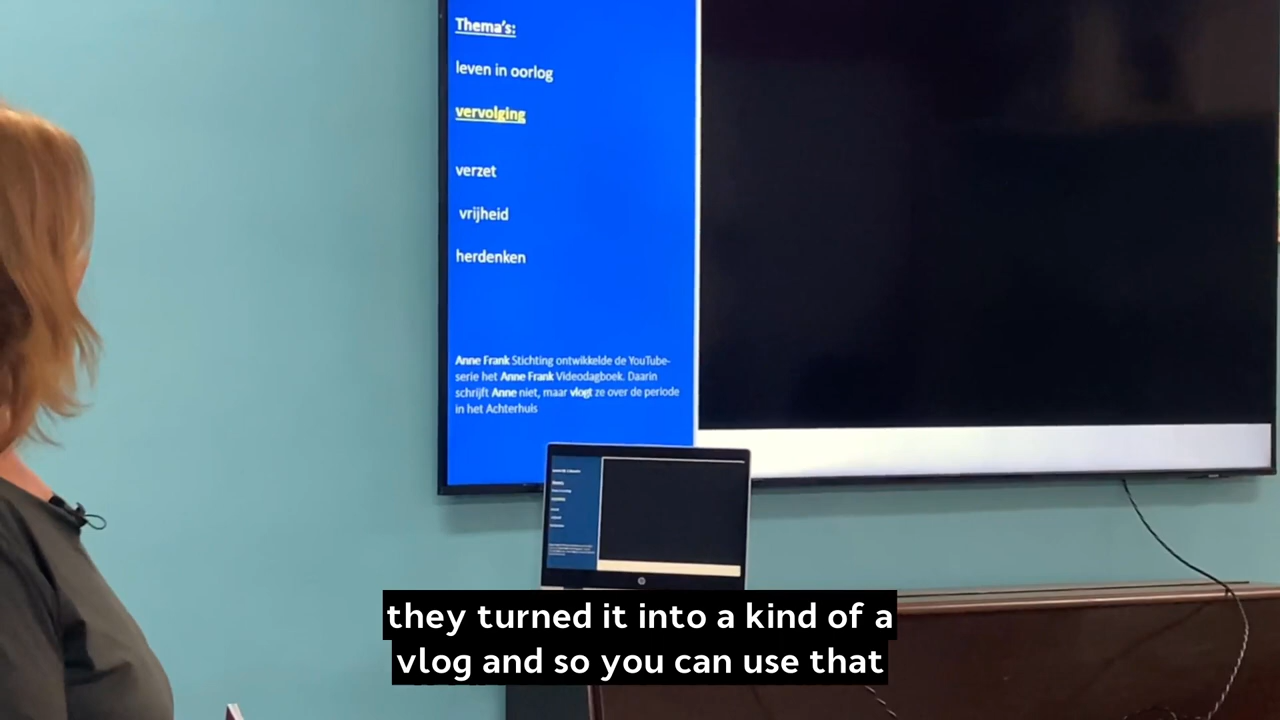 Thema's:
leven in oorlog
vervolging
verzet
vrijheid
herdenken
Anne Frank Stichting ontwikkelde de YouTube-
serie het Anne Frank Videodagboek. Daarin
schrijft Anne niet, maar vlogt ze over de periode
in het Achterhuis
they turned it into a kind of a
vlog and so you can use that